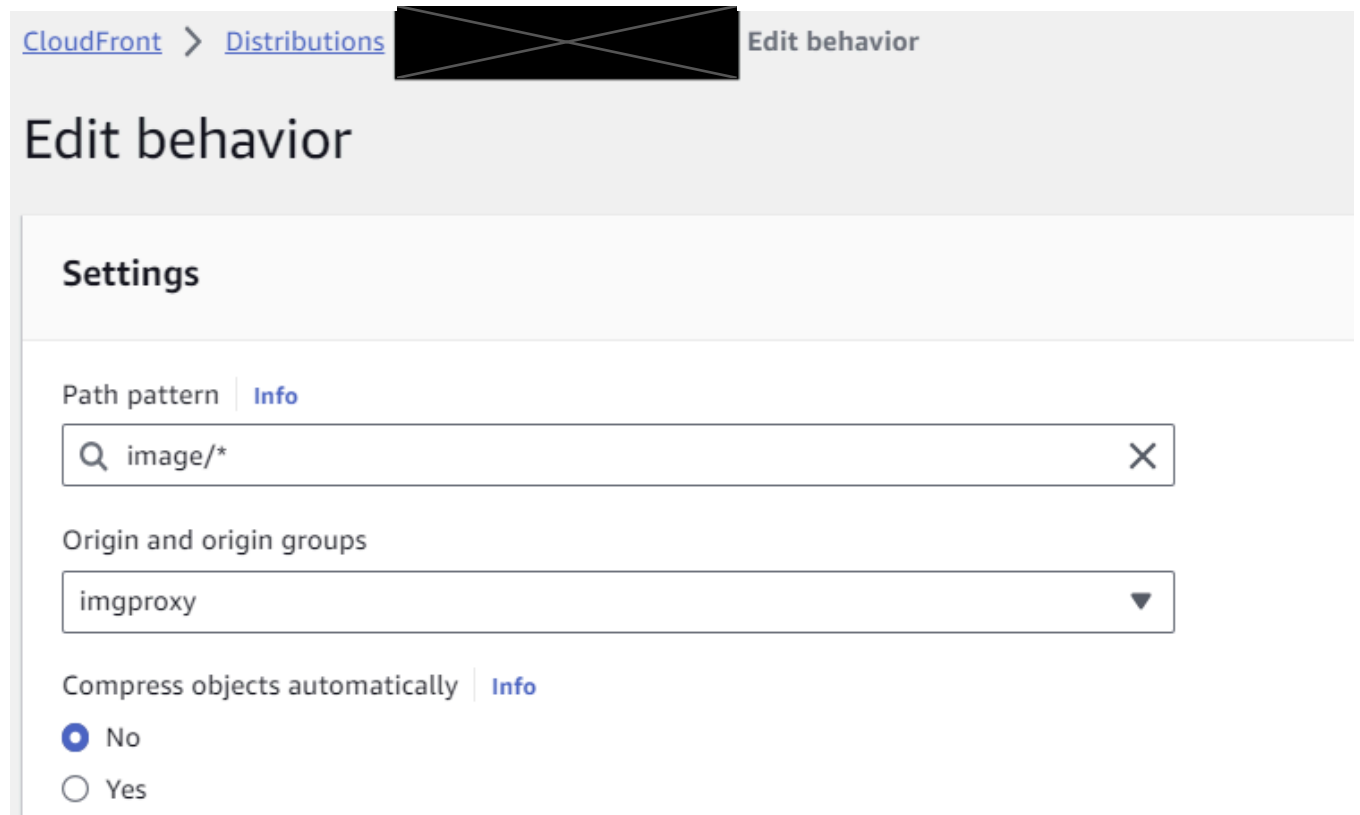 CloudFront > Distributions Edit behavior
Edit behavior
Settings
Path pattern Info
image/*
Origin and origin groups
imgproxy
Compress objects automatically Info
No
Yes